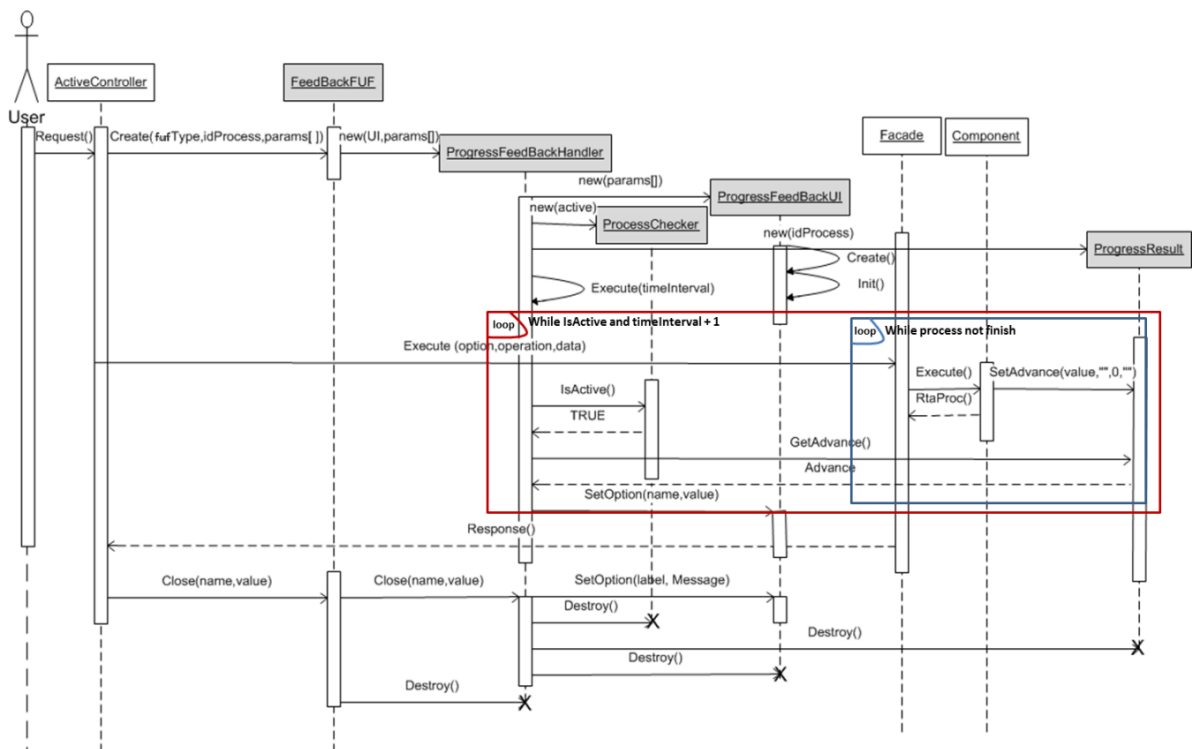 ActiveController
FeedBackFUF
User
Request()
Create(fufType,idProcess,params[ ])
new(UI,params[])
Facade
Component
ProgressFeedBackHandler
new(params[])
ProgressFeedBackUI
new(active)
ProcessChecker
new(idProcess)
ProgressResult
Create()
Execute(timeInterval)
Init()
loop
While IsActive and timeInterval + 1
loop
While process not finish
Execute (option,operation,data)
Execute()
SetAdvance(value,"",0,"")
IsActive()
RtaProc()
TRUE
GetAdvance()
Advance
SetOption(name,value)
Response()
Close(name,value)
Close(name,value)
SetOption(label, Message)
Destroy()
Destroy()
Destroy()
Destroy()